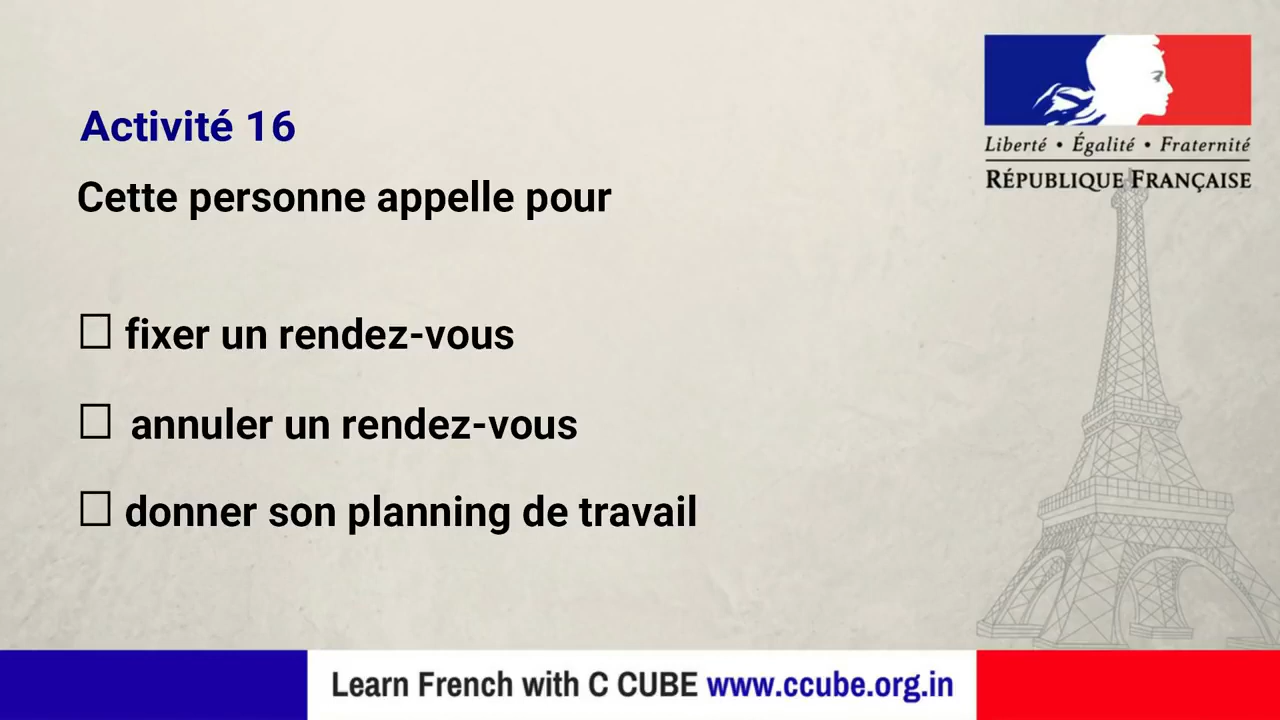 Activité 16
Cette personne appelle pour
☐ fixer un rendez-vous
☐ annuler un rendez-vous
☐ donner son planning de travail
Liberté • Égalité • Fraternité
RÉPUBLIQUE FRANÇAISE
Learn French with C CUBE www.ccube.org.in